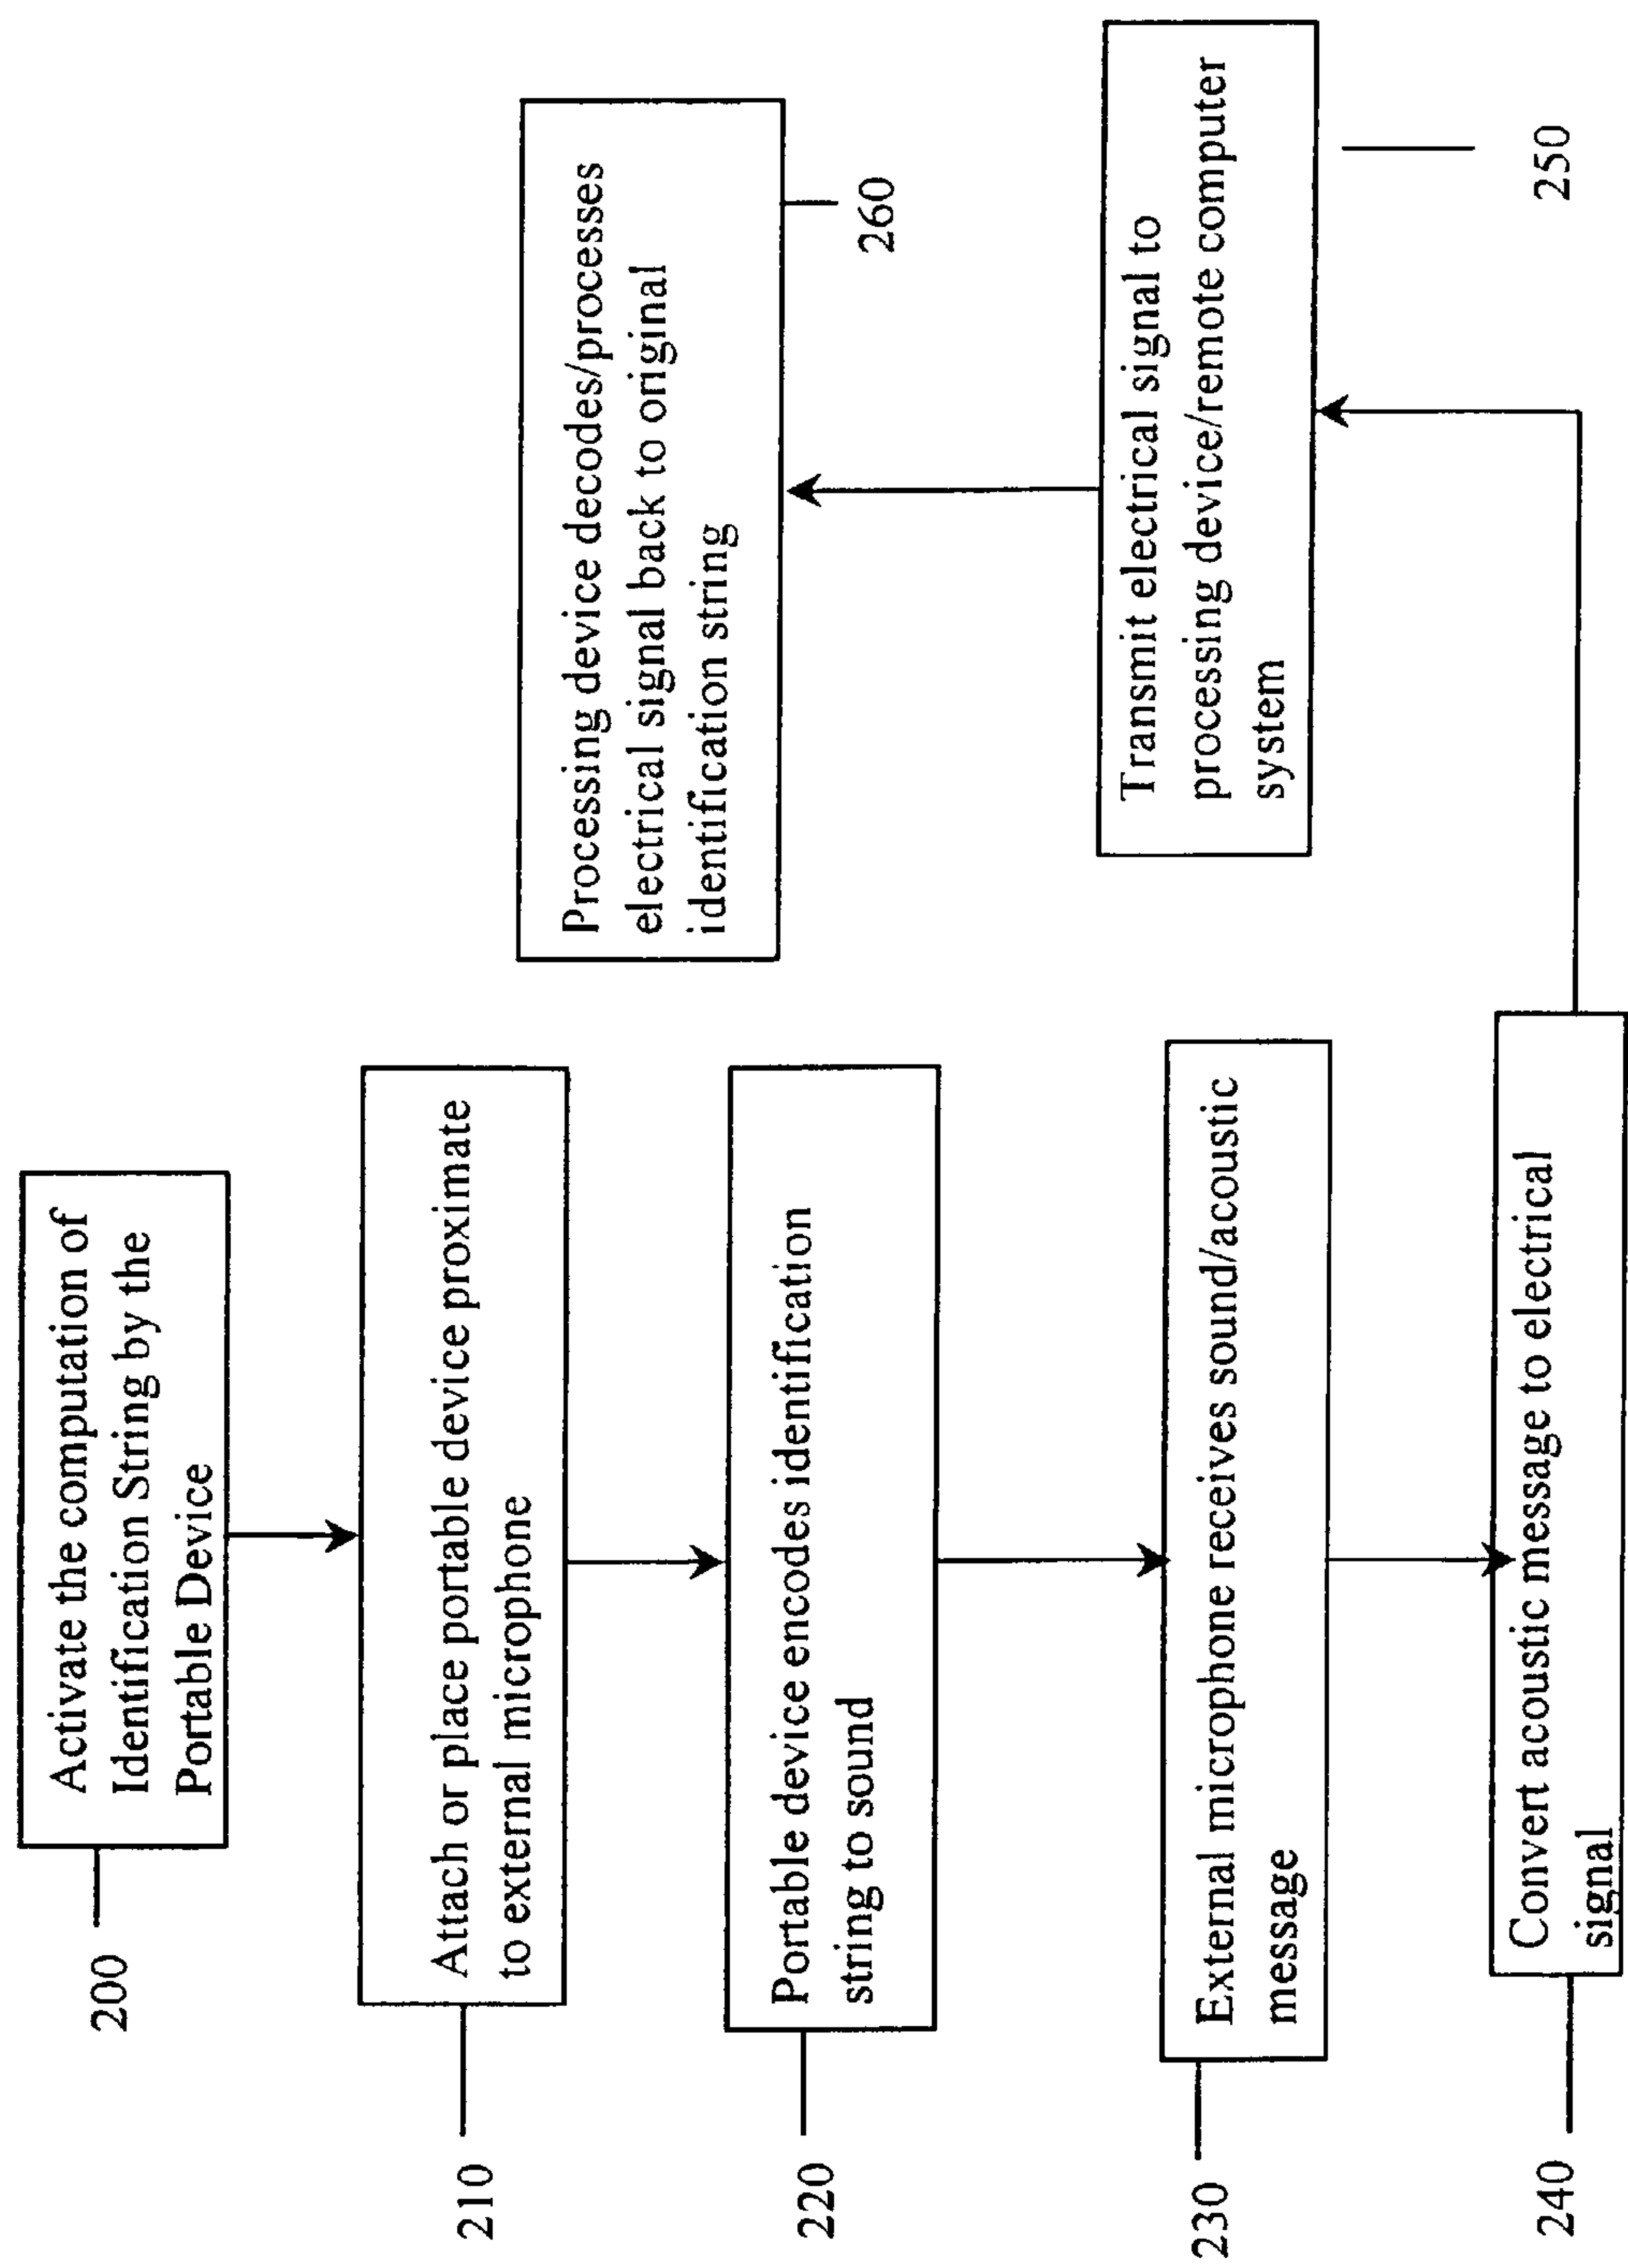 200
Activate the computation of
Identification String by the
Portable Device
210
Attach or place portable device proximate
to external microphone
220
Portable device encodes identification
string to sound
230
External microphone receives sound/acoustic
message
240
Convert acoustic message to electrical
signal
Transmit electrical signal to
processing device/remote computer
system
250
Processing device decodes/processes
electrical signal back to original
identification string
260